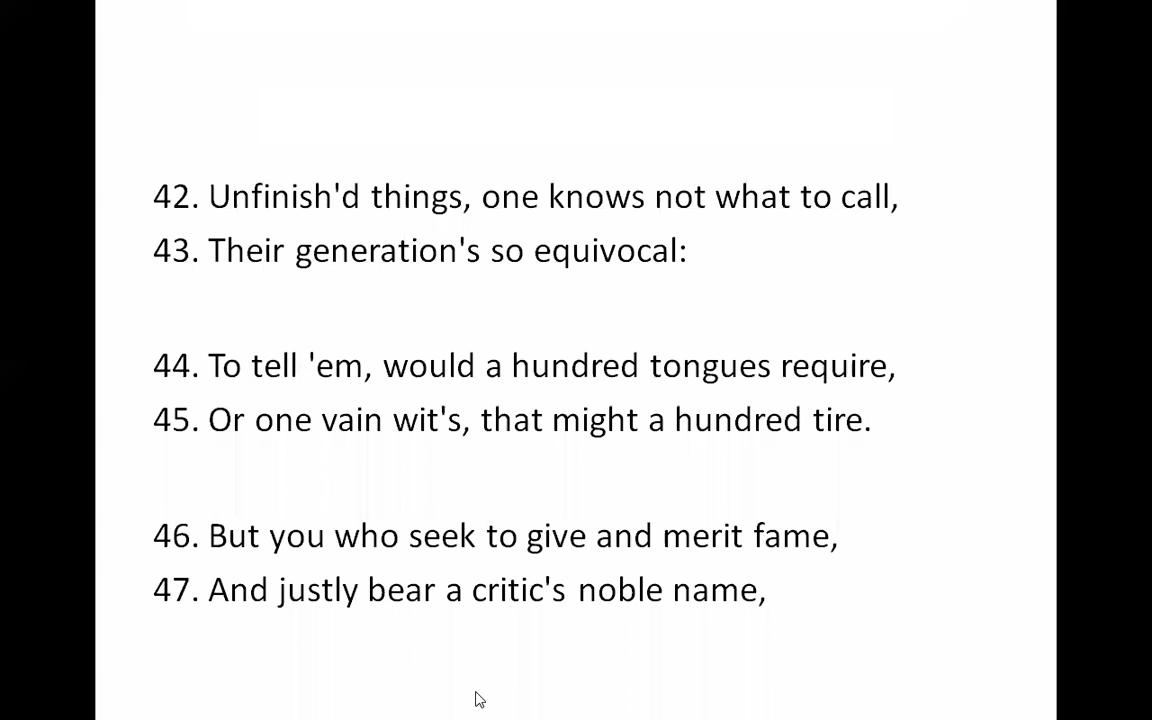 42. Unfinish'd things, one knows not what to call,
43. Their generation's so equivocal:
44. To tell 'em, would a hundred tongues require,
45. Or one vain wit's, that might a hundred tire.
46. But you who seek to give and merit fame,
47. And justly bear a critic's noble name,